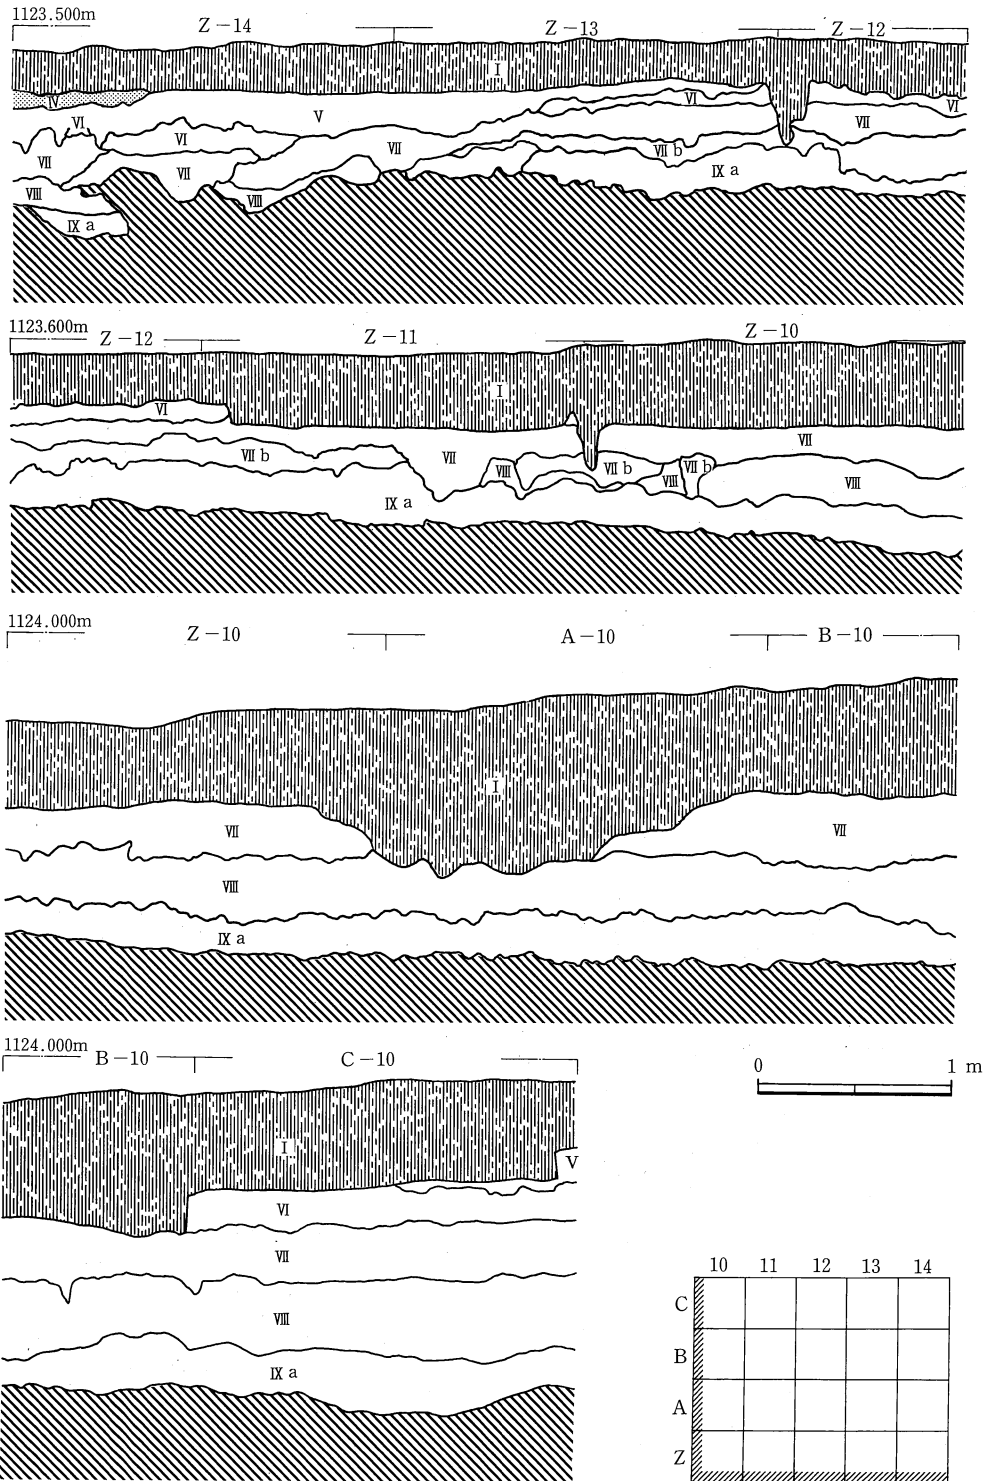 1123.500m
Z-14 Z-13 Z-12
I
IV
V
VI VI VI VI
VII VII VII VII
VII b
VIII VIII
IX a IX a
1123.600m
Z-12 Z-11 Z-10
I
VI
VII VII
VII b VII b VII b
VIII VIII VIII
IX a
1124.000m
Z-10 A-10 B-10
I
VII VII
VIII
IX a
1124.000m
B-10 C-10
I
V
VI
VII
VIII
IX a
0 1 m
10 11 12 13 14
C
B
A
Z